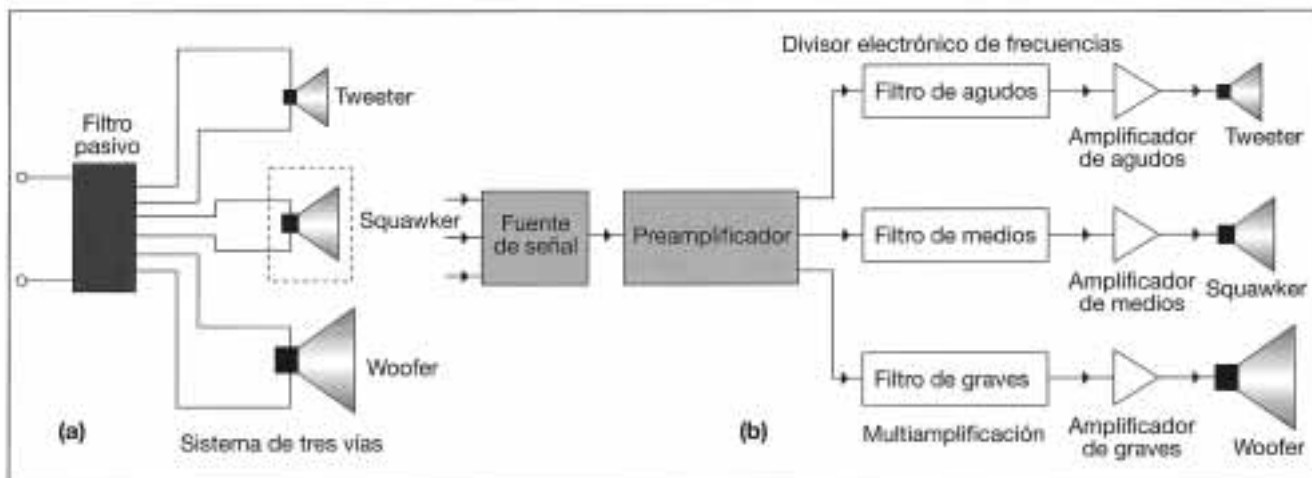 Filtro
pasivo
Tweeter
Squawker
Woofer
(a)
Sistema de tres vías
Fuente
de señal
Preamplificador
Divisor electrónico de frecuencias
Filtro de agudos
Amplificador
de agudos
Tweeter
Filtro de medios
Amplificador
de medios
Squawker
Filtro de graves
Amplificador
de graves
Woofer
(b)
Multiamplificación